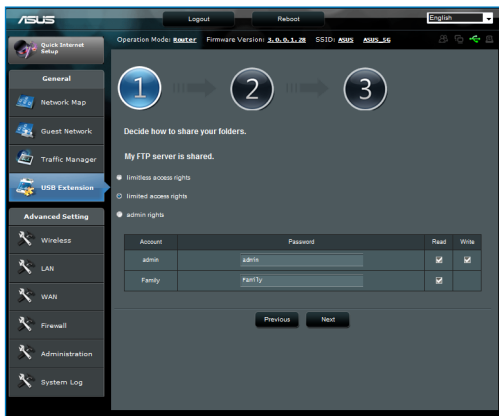 ASUS
Logout
Reboot
English
Operation Mode: Router Firmware Version: 3.0.0.1.28 SSID: ASUS ASUS_5G
Quick Internet
Setup
General
Network Map
Guest Network
Traffic Manager
USB Extension
Advanced Setting
Wireless
LAN
WAN
Firewall
Administration
System Log
1
2
3
Decide how to share your folders.
My FTP server is shared.
limitless access rights
limited access rights
admin rights
Account Password Read Write
admin admin
Family Family
Previous Next